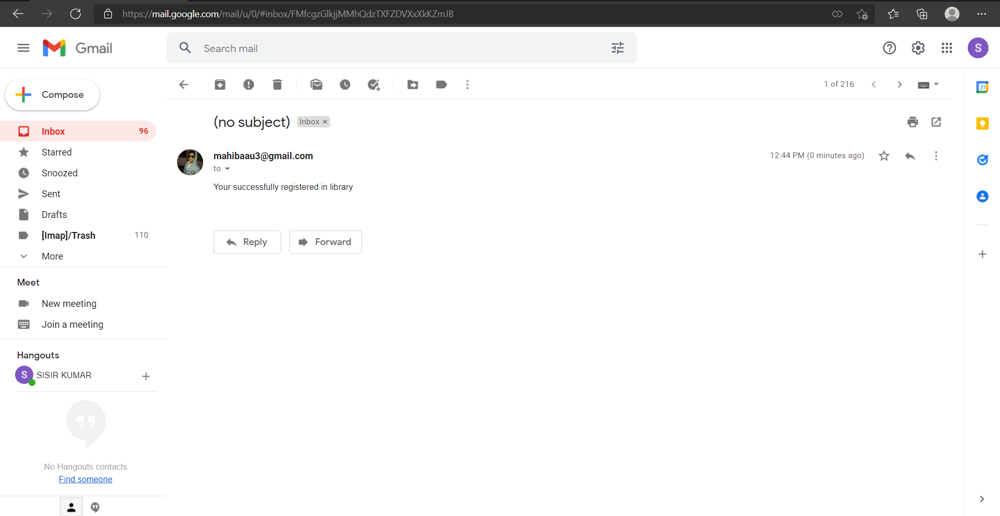 https://mail.google.com/mail/u/0/#inbox/FMfcgzGlkjjMMhQdzTXFZDVXxXkKZmJB
Gmail
Search mail
S
Compose
1 of 216
31
(no subject)
Inbox ×
Inbox 96
Starred
Snoozed
Sent
Drafts
[Imap]/Trash 110
More
mahibaau3@gmail.com
12:44 PM (0 minutes ago)
to
Your successfully registered in library
Reply
Forward
Meet
New meeting
Join a meeting
Hangouts
S SISIR KUMAR
No Hangouts contacts
Find someone